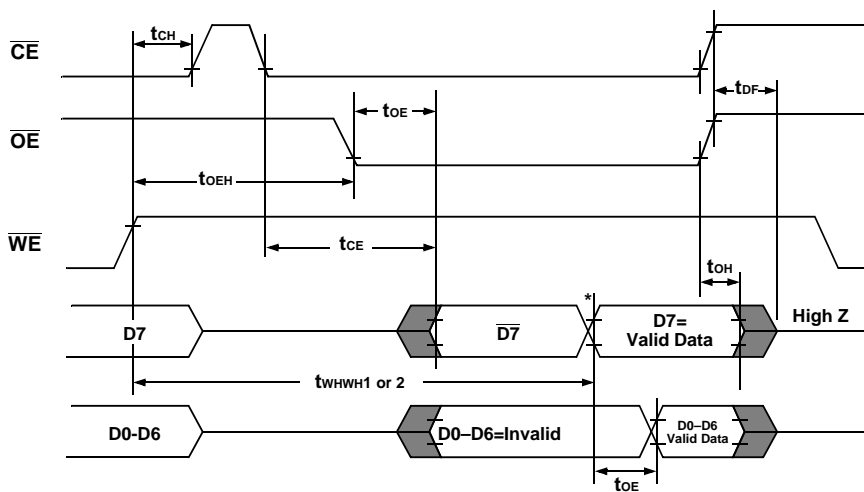 tCH
CE
tDF
tOE
OE
tOEH
WE
tCE
tOH
*
D7
D7
D7=
Valid Data
High Z
tWHWH1 or 2
D0-D6
D0–D6=Invalid
D0–D6
Valid Data
tOE